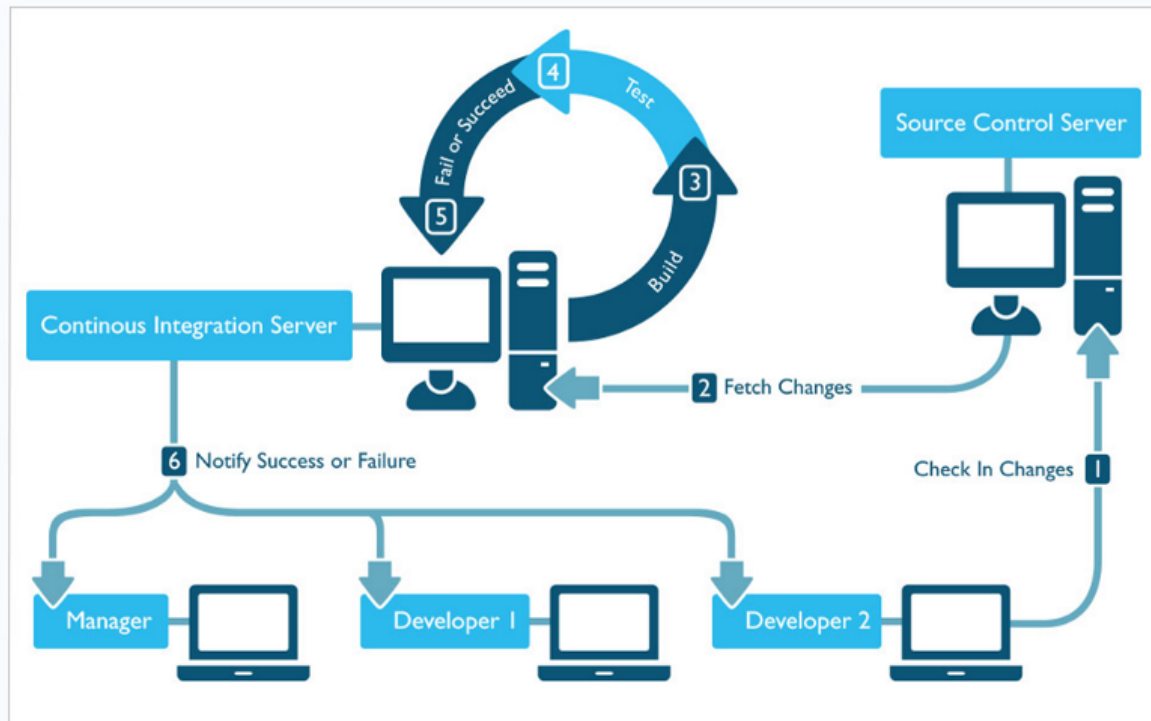 4
Test
Fail or Succeed
Source Control Server
3
5
Build
Continous Integration Server
2 Fetch Changes
6 Notify Success or Failure
Check In Changes 1
Manager
Developer 1
Developer 2